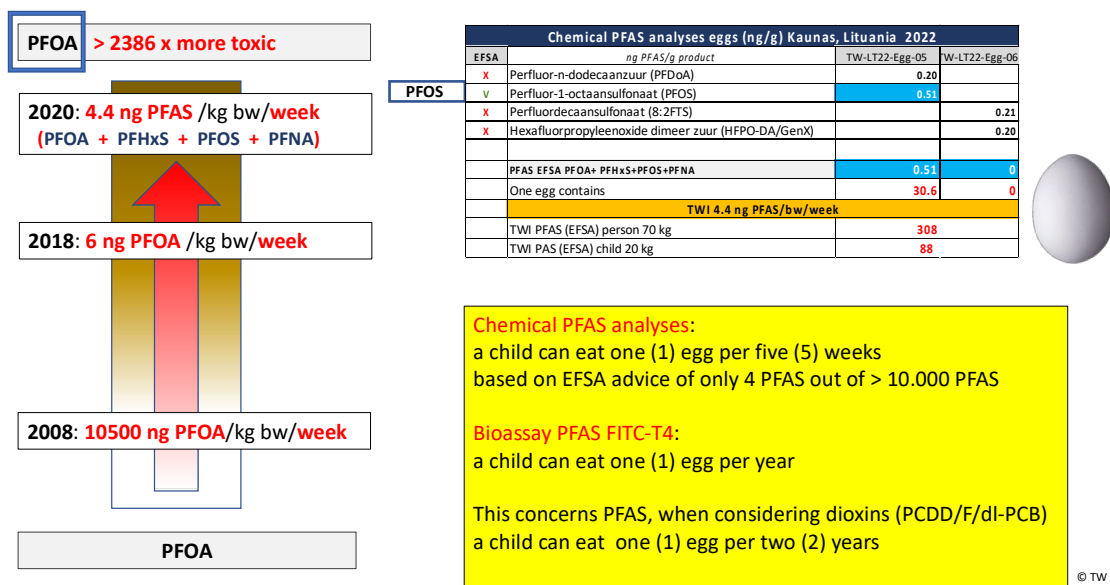 PFOA > 2386 x more toxic
2020: 4.4 ng PFAS /kg bw/week
(PFOA + PFHxS + PFOS + PFNA)
2018: 6 ng PFOA /kg bw/week
2008: 10500 ng PFOA/kg bw/week
PFOA
PFOS
Chemical PFAS analyses eggs (ng/g) Kaunas, Lituania 2022
EFSA ng PFAS/g product TW-LT22-Egg-05 TW-LT22-Egg-06
X Perfluor-n-dodecaanzuur (PFDoA) 0.20
V Perfluor-1-octaansulfonaat (PFOS) 0.51
X Perfluordecaansulfonaat (8:2FTS) 0.21
X Hexafluorpropyleenoxide dimeer zuur (HFPO-DA/GenX) 0.20
PFAS EFSA PFOA+ PFHxS+PFOS+PFNA 0.51 0
One egg contains 30.6 0
TWI 4.4 ng PFAS/bw/week
TWI PFAS (EFSA) person 70 kg 308
TWI PAS (EFSA) child 20 kg 88
Chemical PFAS analyses:
a child can eat one (1) egg per five (5) weeks
based on EFSA advice of only 4 PFAS out of > 10.000 PFAS
Bioassay PFAS FITC-T4:
a child can eat one (1) egg per year
This concerns PFAS, when considering dioxins (PCDD/F/dl-PCB)
a child can eat one (1) egg per two (2) years
© TW